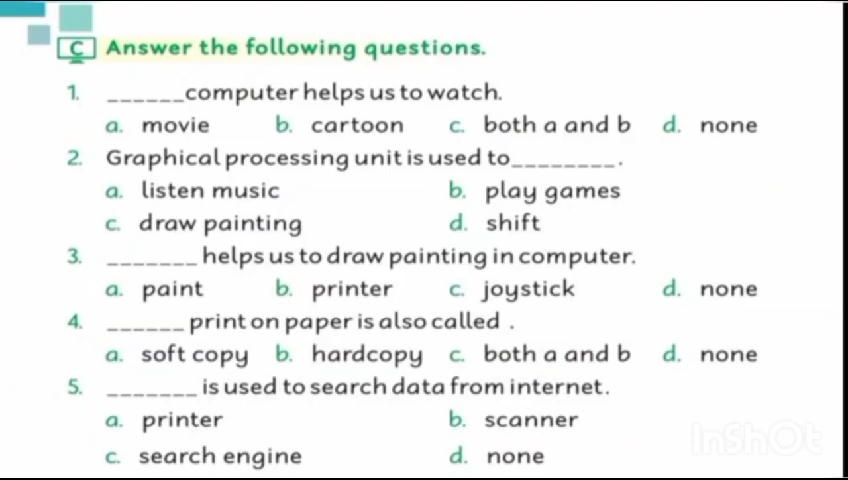 C Answer the following questions.
1. ______computer helps us to watch.
a. movie b. cartoon c. both a and b d. none
2. Graphical processing unit is used to________.
a. listen music b. play games
c. draw painting d. shift
3. _______ helps us to draw painting in computer.
a. paint b. printer c. joystick d. none
4. ______ print on paper is also called .
a. soft copy b. hardcopy c. both a and b d. none
5. _______ is used to search data from internet.
a. printer b. scanner
InShOt
c. search engine d. none